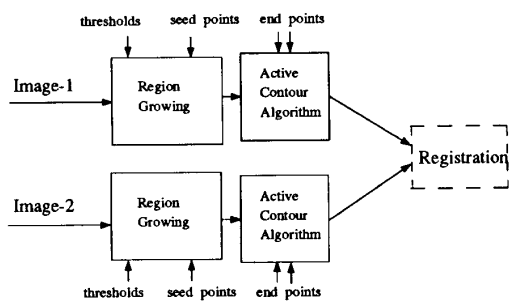 thresholds seed points end points
Image-1
Region
Growing
Active
Contour
Algorithm
Registration
Image-2
Region
Growing
Active
Contour
Algorithm
thresholds seed points end points